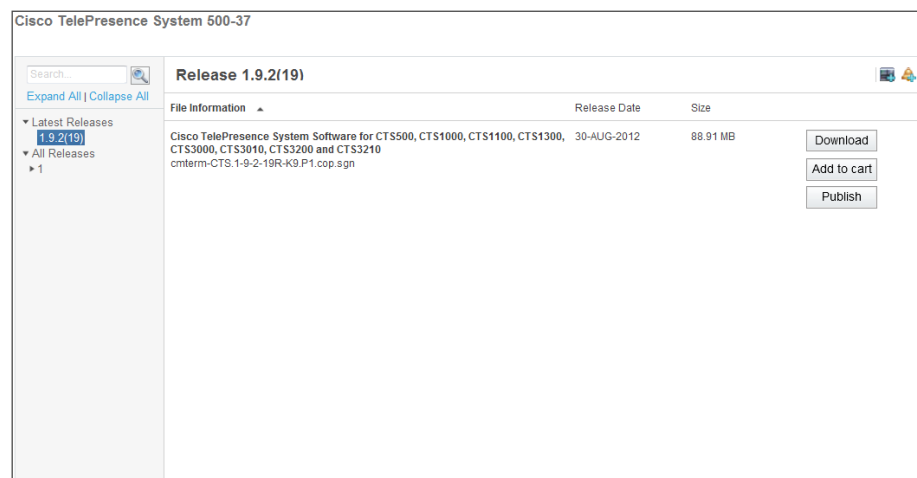 Cisco TelePresence System 500-37
Search...
Expand All | Collapse All
Latest Releases
1.9.2(19)
All Releases
1
Release 1.9.2(19)
File Information Release Date Size
Cisco TelePresence System Software for CTS500, CTS1000, CTS1100, CTS1300, 30-AUG-2012 88.91 MB
CTS3000, CTS3010, CTS3200 and CTS3210
cmterm-CTS.1-9-2-19R-K9.P1.cop.sgn
Download
Add to cart
Publish